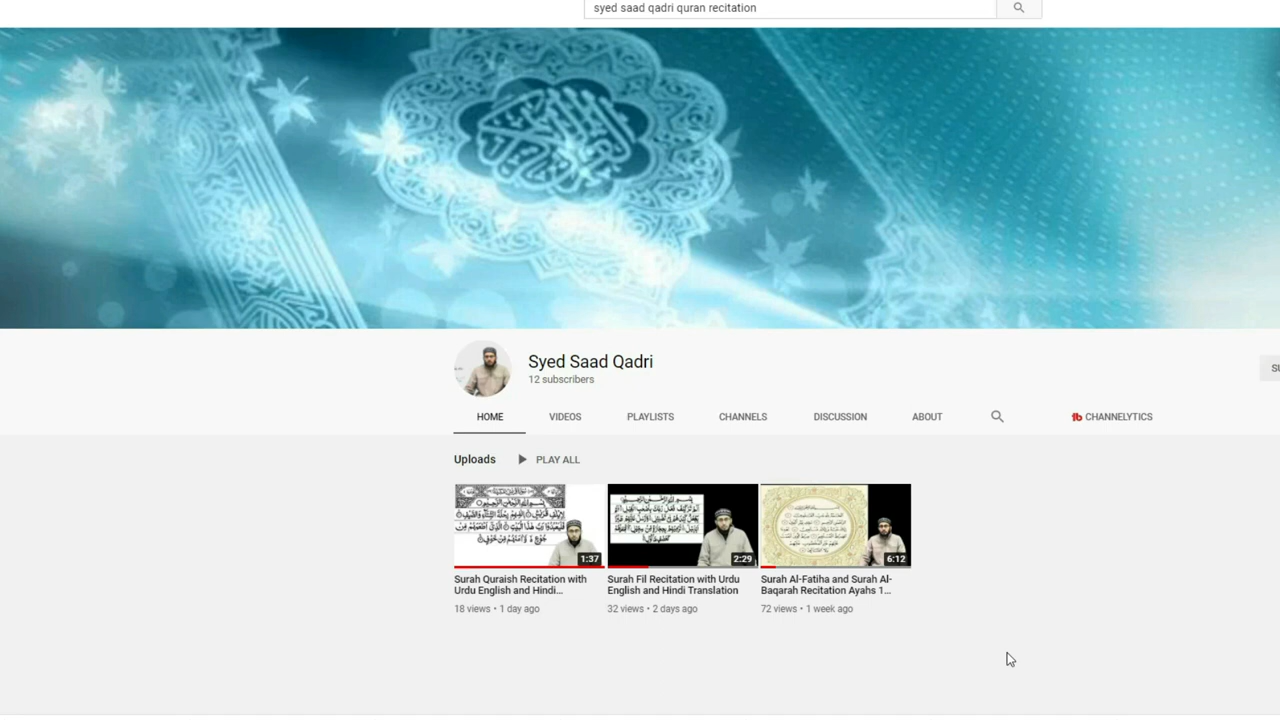 syed saad qadri quran recitation
Syed Saad Qadri
12 subscribers
SU
HOME VIDEOS PLAYLISTS CHANNELS DISCUSSION ABOUT CHANNELYTICS
Uploads PLAY ALL
1:37 2:29 6:12
Surah Quraish Recitation with
Urdu English and Hindi...
18 views • 1 day ago
Surah Fil Recitation with Urdu
English and Hindi Translation
32 views • 2 days ago
Surah Al-Fatiha and Surah Al-
Baqarah Recitation Ayahs 1...
72 views • 1 week ago